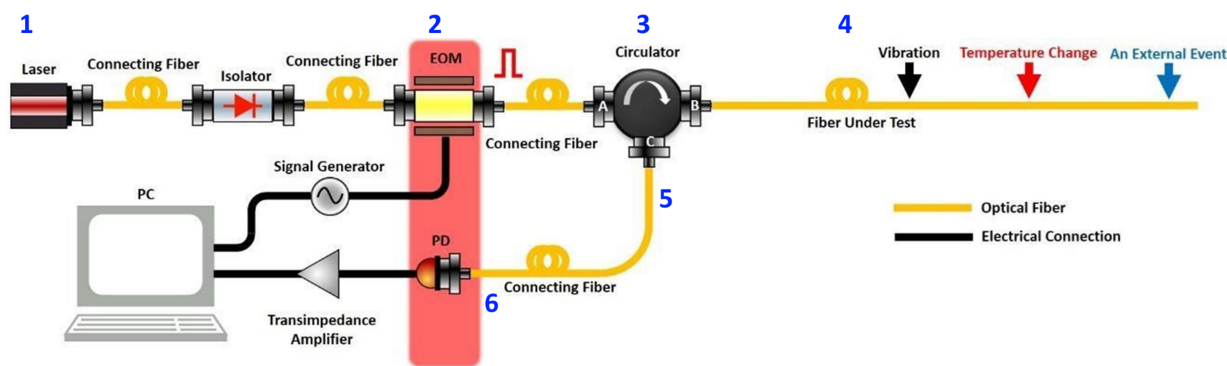 1
2
3
4
Laser
Connecting Fiber
Isolator
Connecting Fiber
EOM
Circulator
A
B
C
Vibration
Temperature Change
An External Event
Connecting Fiber
Fiber Under Test
Signal Generator
PC
5
Optical Fiber
Electrical Connection
PD
6
Connecting Fiber
Transimpedance
Amplifier